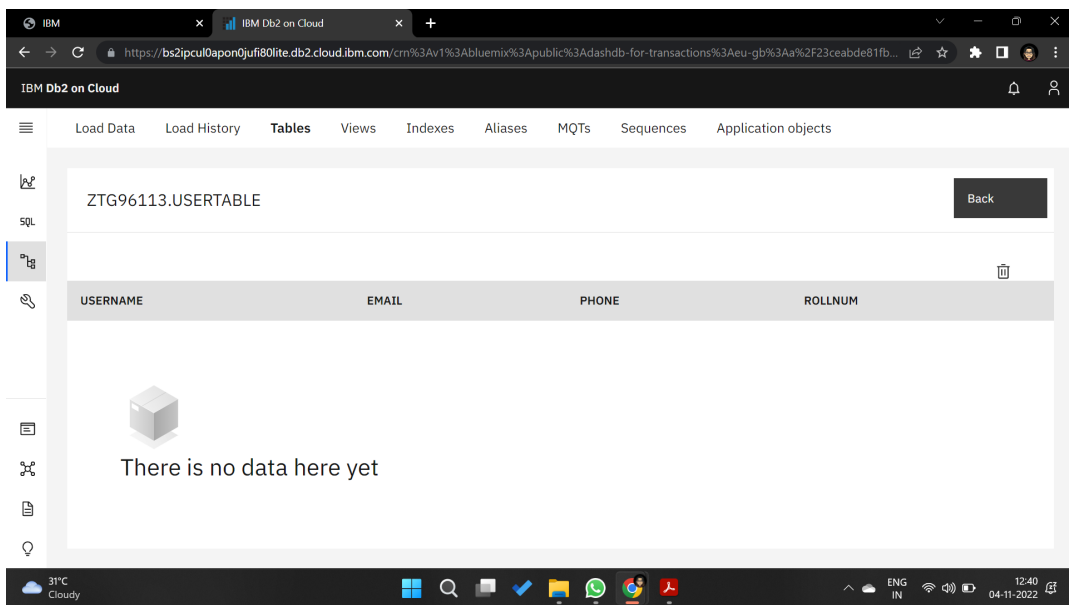 IBM
IBM Db2 on Cloud
https://bs2ipcul0apon0jufi80lite.db2.cloud.ibm.com/crn%3Av1%3Abluemix%3Apublic%3Adashdb-for-transactions%3Aeu-gb%3Aa%2F23ceabde81fb...
IBM Db2 on Cloud
Load Data Load History Tables Views Indexes Aliases MQTs Sequences Application objects
ZTG96113.USERTABLE
Back
SQL
USERNAME EMAIL PHONE ROLLNUM
There is no data here yet
31°C
Cloudy
ENG
IN
12:40
04-11-2022